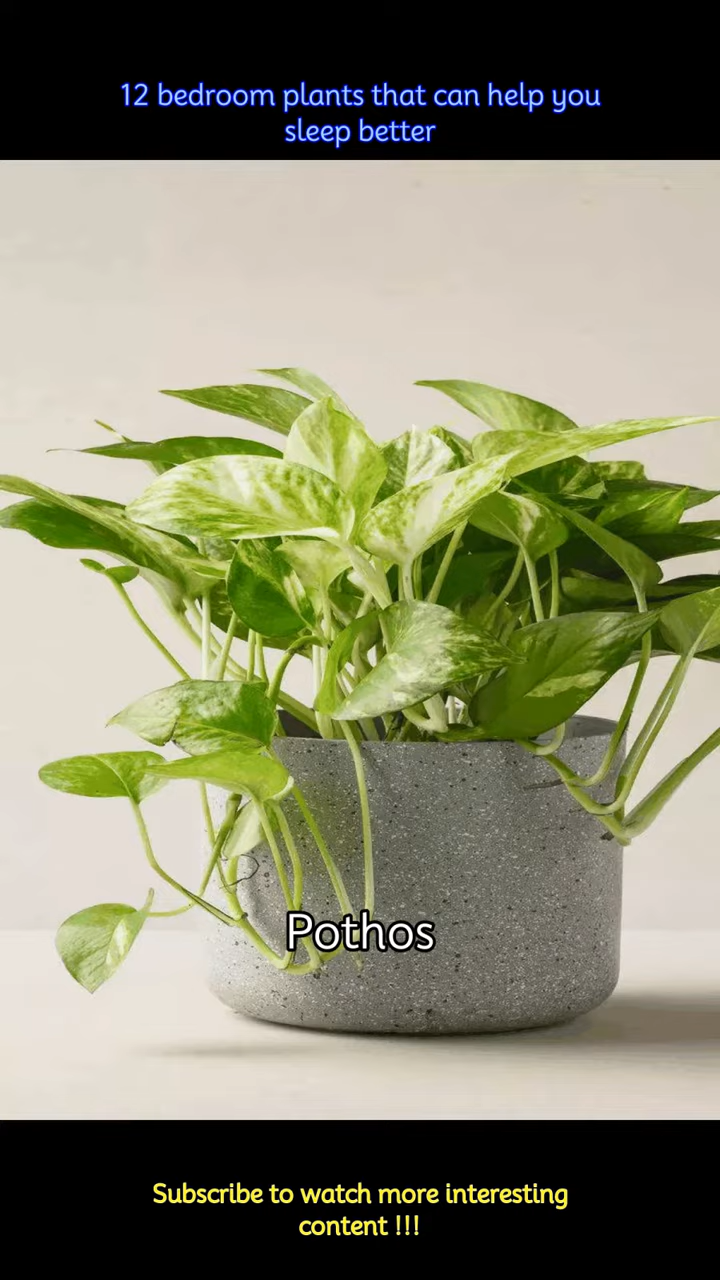 12 bedroom plants that can help you
sleep better
Pothos
Subscribe to watch more interesting
content !!!